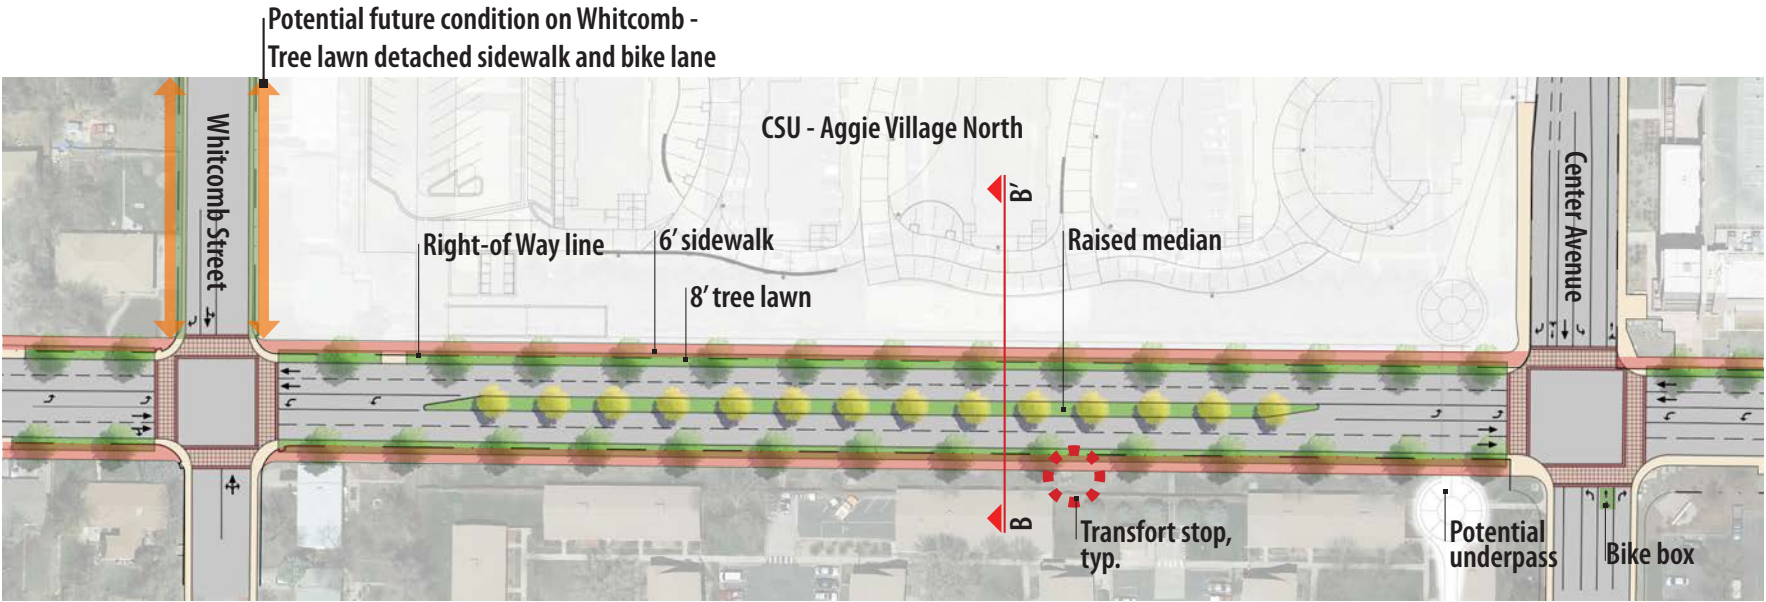 Potential future condition on Whitcomb -
Tree lawn detached sidewalk and bike lane
Whitcomb Street
CSU - Aggie Village North
Center Avenue
B'
Right-of Way line
6' sidewalk
Raised median
8' tree lawn
B
Transfort stop,
typ.
Potential
underpass
Bike box